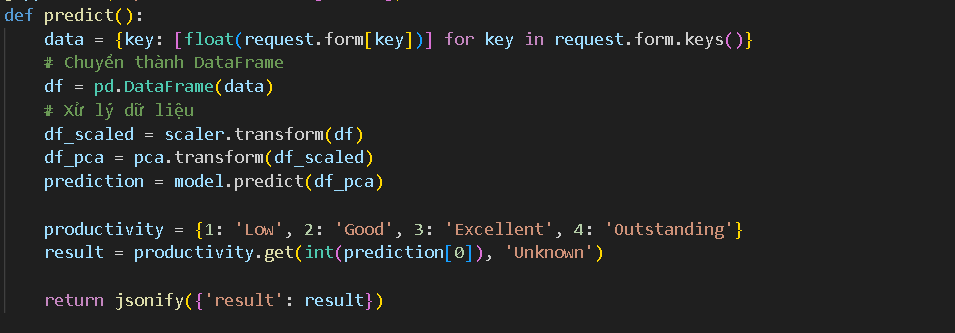 def predict():
    data = {key: [float(request.form[key])] for key in request.form.keys()}
    # Chuyển thành DataFrame
    df = pd.DataFrame(data)
    # Xử lý dữ liệu
    df_scaled = scaler.transform(df)
    df_pca = pca.transform(df_scaled)
    prediction = model.predict(df_pca)
    productivity = {1: 'Low', 2: 'Good', 3: 'Excellent', 4: 'Outstanding'}
    result = productivity.get(int(prediction[0]), 'Unknown')
    return jsonify({'result': result})